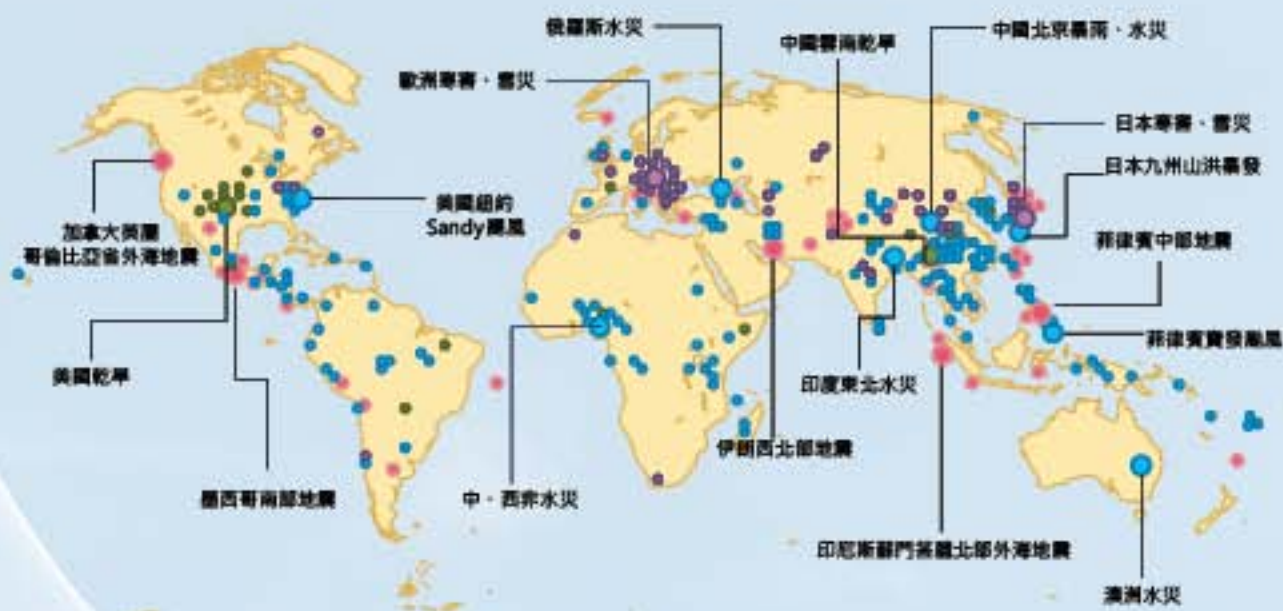 俄羅斯水災
中國雲南乾旱
中國北京暴雨、水災
歐洲寒害、雪災
日本寒害、雪災
日本九州山洪暴發
美國紐約
Sandy颶風
加拿大英屬
哥倫比亞省外海地震
菲律賓中部地震
菲律賓寶發颱風
美國乾旱
印度東北水災
伊朗西北部地震
墨西哥南部地震
中、西非水災
印尼斯蘇門答臘北部外海地震
澳洲水災